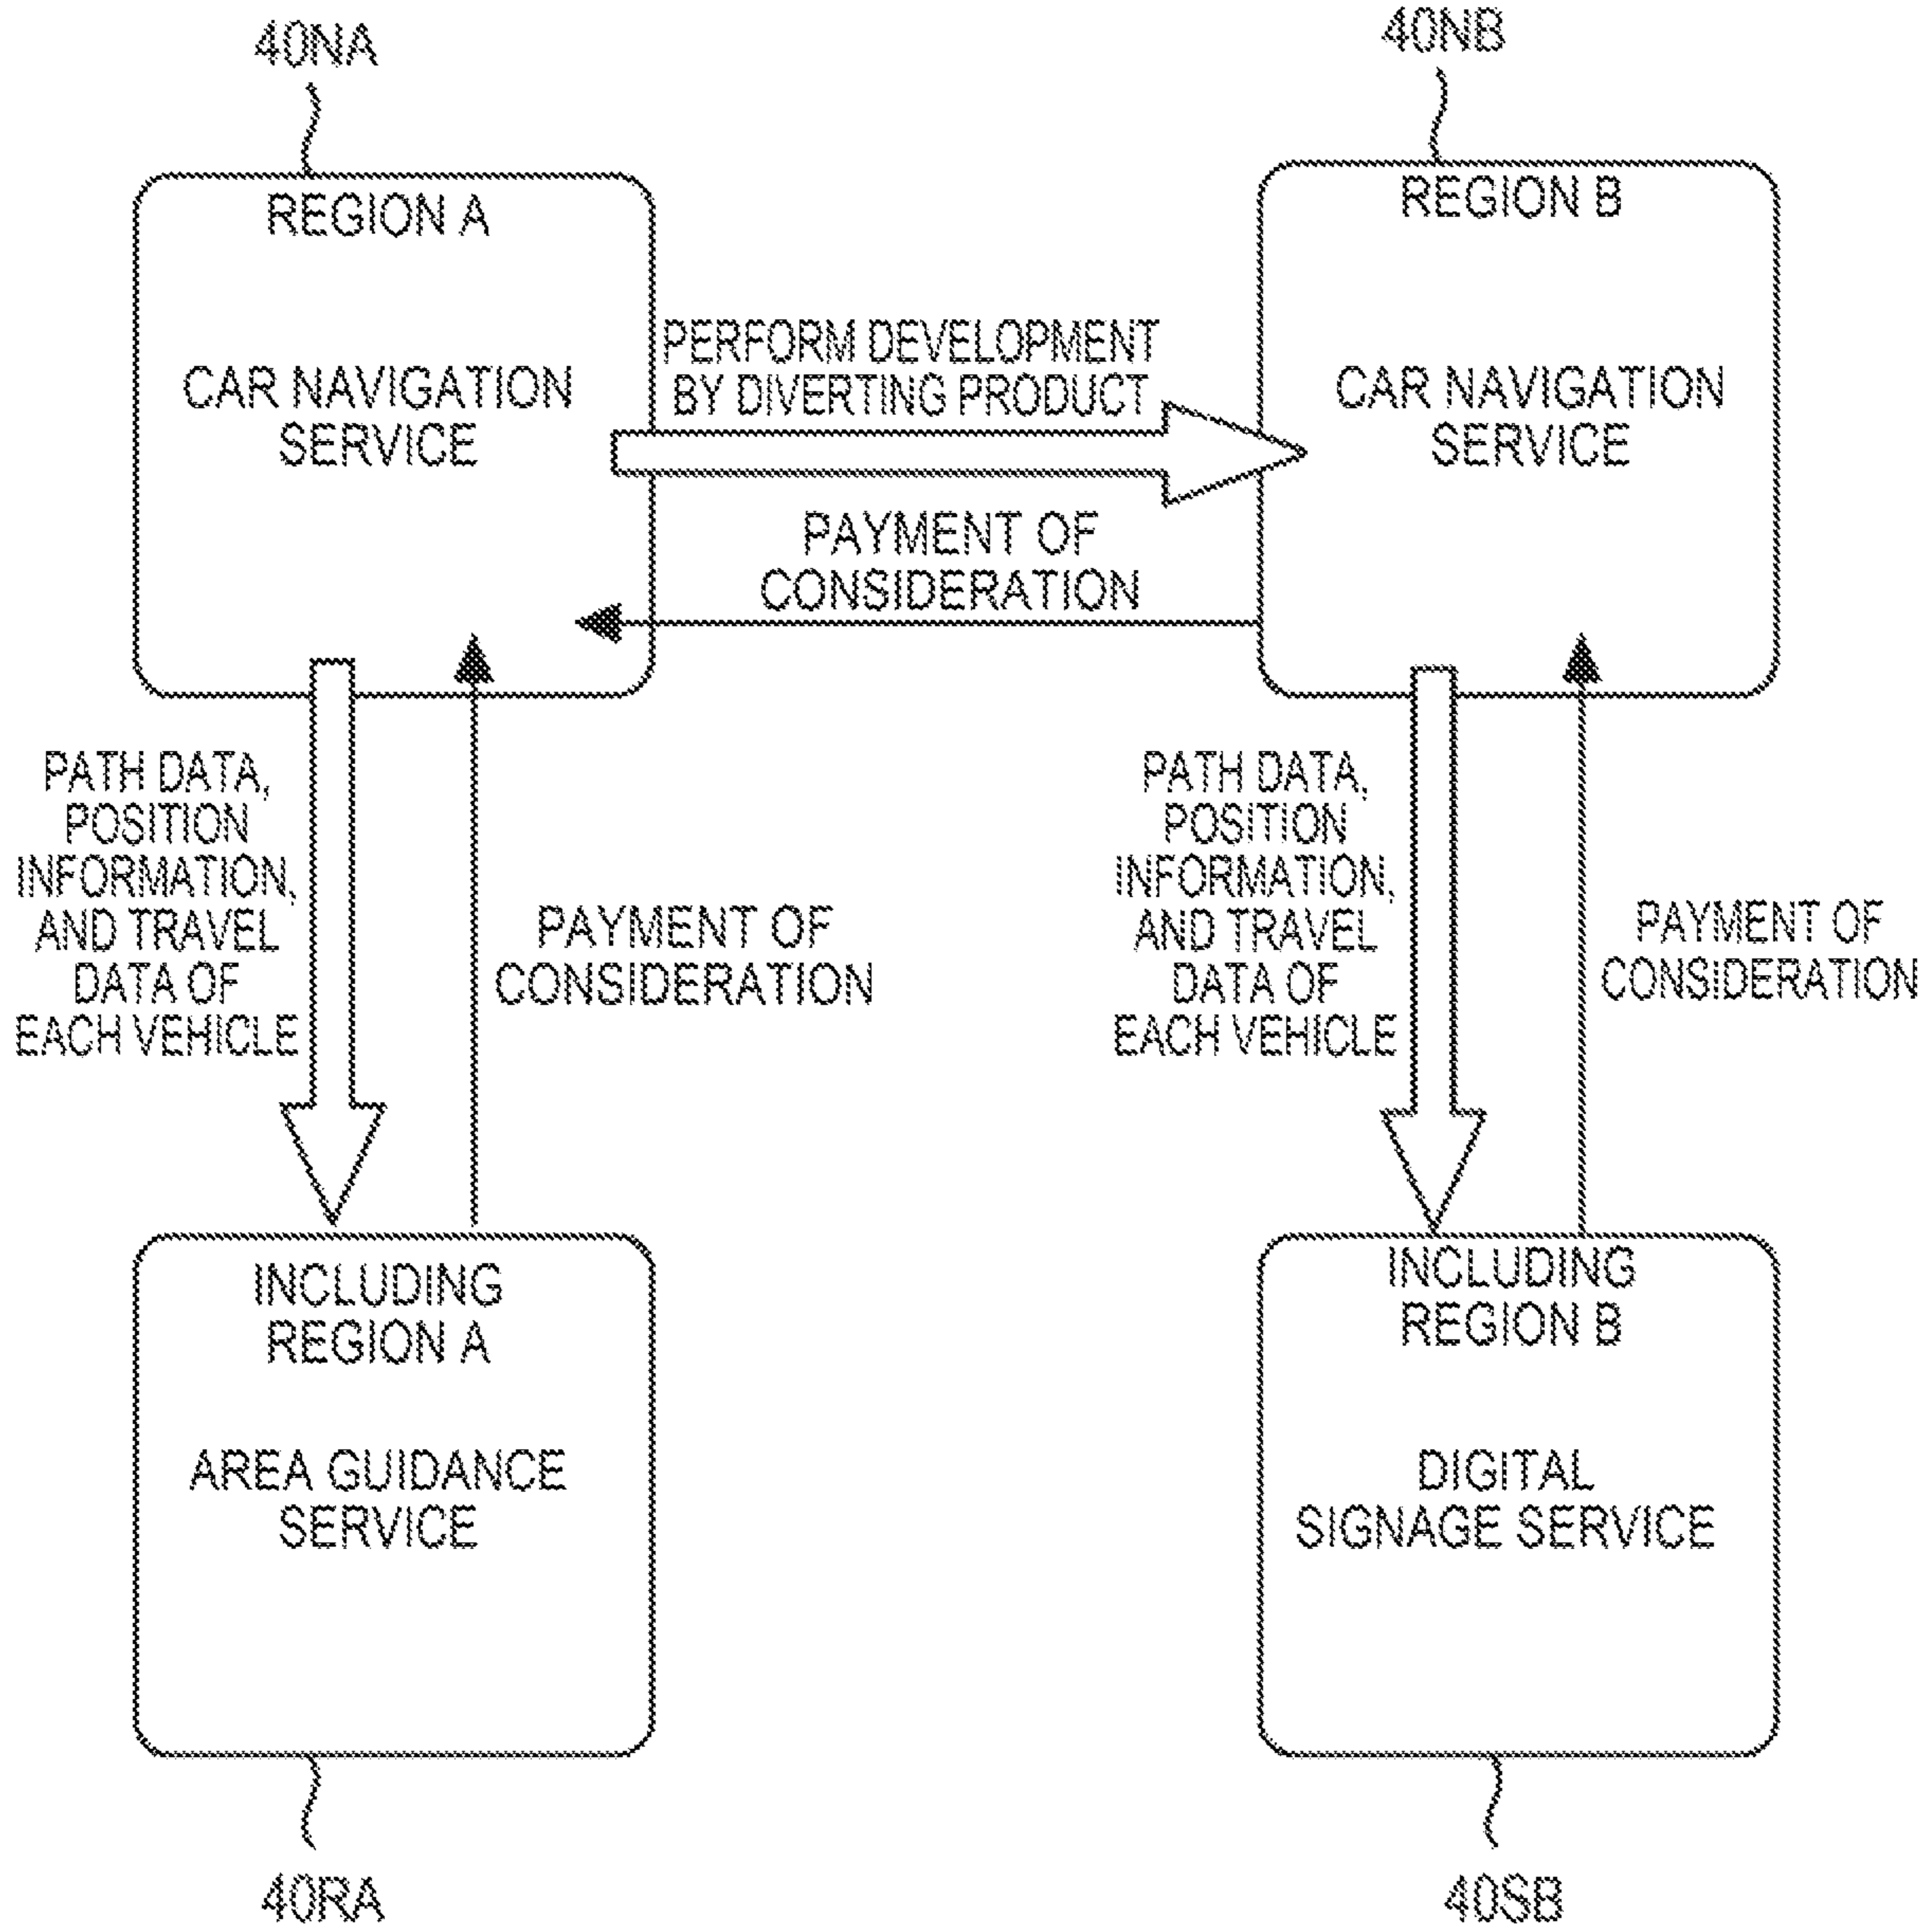 40NA
40NB
REGION A
CAR NAVIGATION
SERVICE
REGION B
CAR NAVIGATION
SERVICE
PERFORM DEVELOPMENT
BY DIVERTING PRODUCT
PAYMENT OF
CONSIDERATION
PATH DATA,
POSITION
INFORMATION,
AND TRAVEL
DATA OF
EACH VEHICLE
PAYMENT OF
CONSIDERATION
PATH DATA,
POSITION
INFORMATION,
AND TRAVEL
DATA OF
EACH VEHICLE
PAYMENT OF
CONSIDERATION
INCLUDING
REGION A
AREA GUIDANCE
SERVICE
INCLUDING
REGION B
DIGITAL
SIGNAGE SERVICE
40RA
40SB